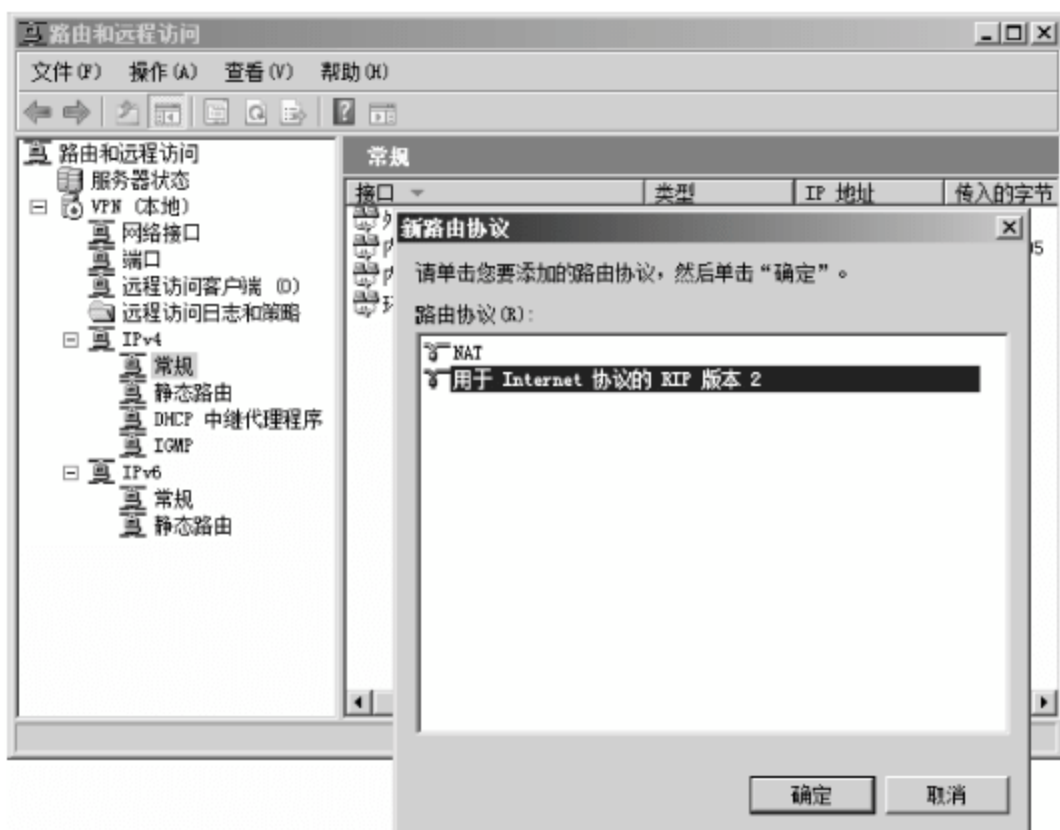 路由和远程访问
文件(F) 操作(A) 查看(V) 帮助(H)
路由和远程访问
服务器状态
VPN (本地)
网络接口
端口
远程访问客户端 (0)
远程访问日志和策略
IPv4
常规
静态路由
DHCP 中继代理程序
IGMP
IPv6
常规
静态路由
常规
接口 类型 IP 地址 传入的字节
新路由协议
请单击您要添加的路由协议，然后单击“确定”。
路由协议(R):
NAT
用于 Internet 协议的 RIP 版本 2
确定 取消